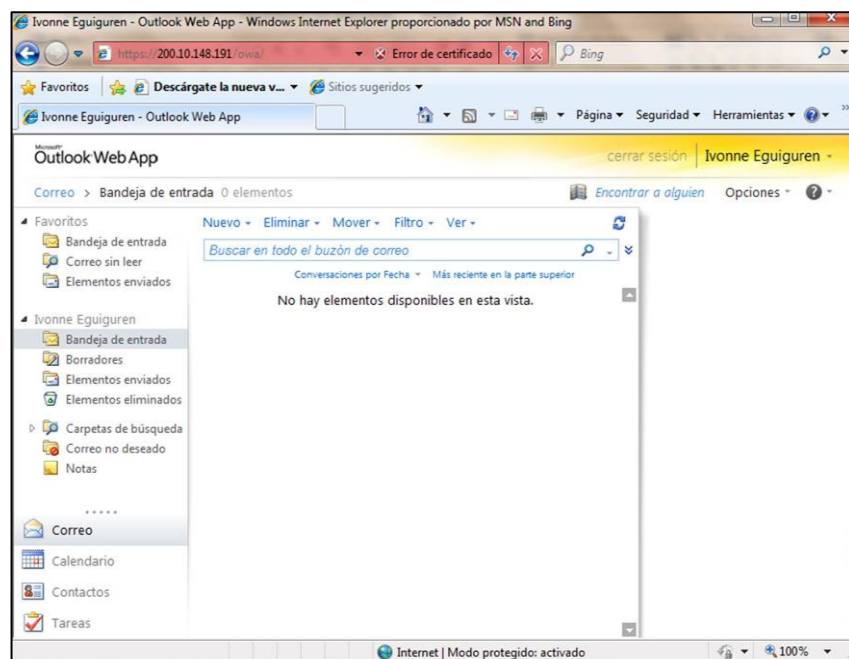 Ivonne Eguiguren - Outlook Web App - Windows Internet Explorer proporcionado por MSN and Bing
https://200.10.148.191/owa/ Error de certificado Bing
Favoritos Descárgate la nueva v... Sitios sugeridos
Ivonne Eguiguren - Outlook Web App Página Seguridad Herramientas »
Microsoft
Outlook Web App cerrar sesión Ivonne Eguiguren
Correo > Bandeja de entrada 0 elementos Encontrar a alguien Opciones
Favoritos
Bandeja de entrada
Correo sin leer
Elementos enviados
Ivonne Eguiguren
Bandeja de entrada
Borradores
Elementos enviados
Elementos eliminados
Carpetas de búsqueda
Correo no deseado
Notas
Correo
Calendario
Contactos
Tareas
Nuevo Eliminar Mover Filtro Ver
Buscar en todo el buzón de correo
Conversaciones por Fecha Más reciente en la parte superior
No hay elementos disponibles en esta vista.
Internet | Modo protegido: activado 100%